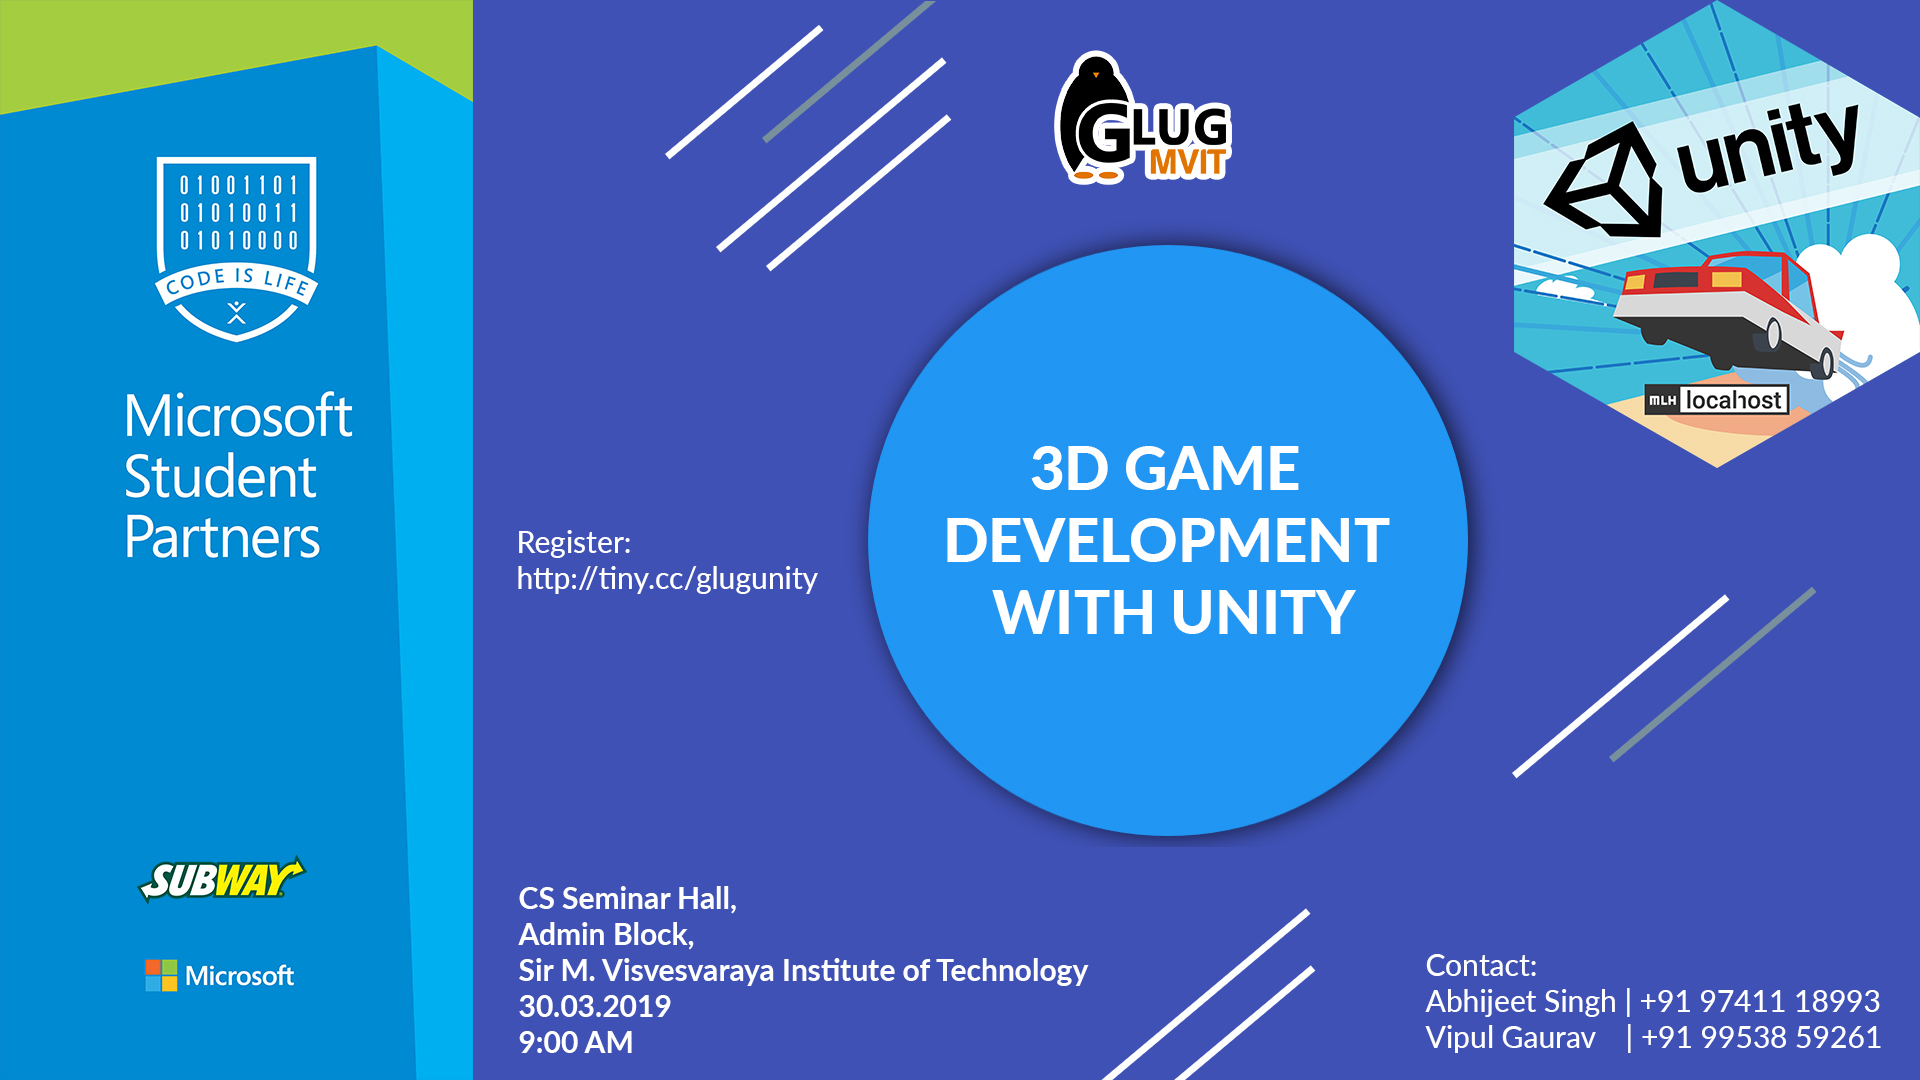 01001101
01010011
01010000
CODE IS LIFE
Microsoft
Student
Partners
SUBWAY
Microsoft
GLUG
MVIT
unity
MLH localhost
3D GAME
DEVELOPMENT
WITH UNITY
Register:
http://tiny.cc/glugunity
CS Seminar Hall,
Admin Block,
Sir M. Visvesvaraya Institute of Technology
30.03.2019
9:00 AM
Contact:
Abhijeet Singh | +91 97411 18993
Vipul Gaurav | +91 99538 59261